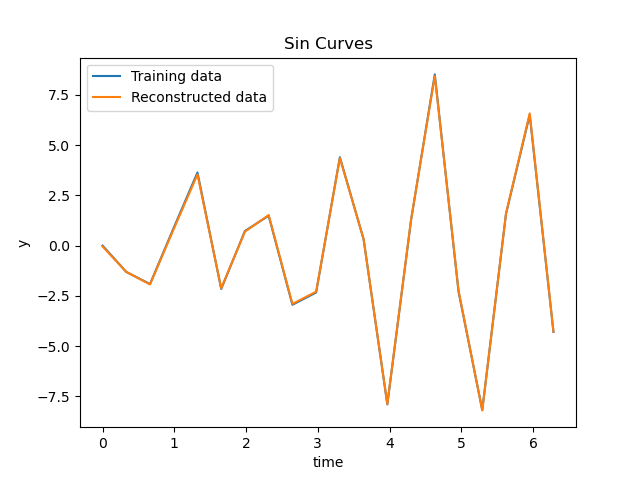 Sin Curves
Training data
Reconstructed data
7.5
5.0
2.5
0.0
−2.5
−5.0
−7.5
y
0 1 2 3 4 5 6
time